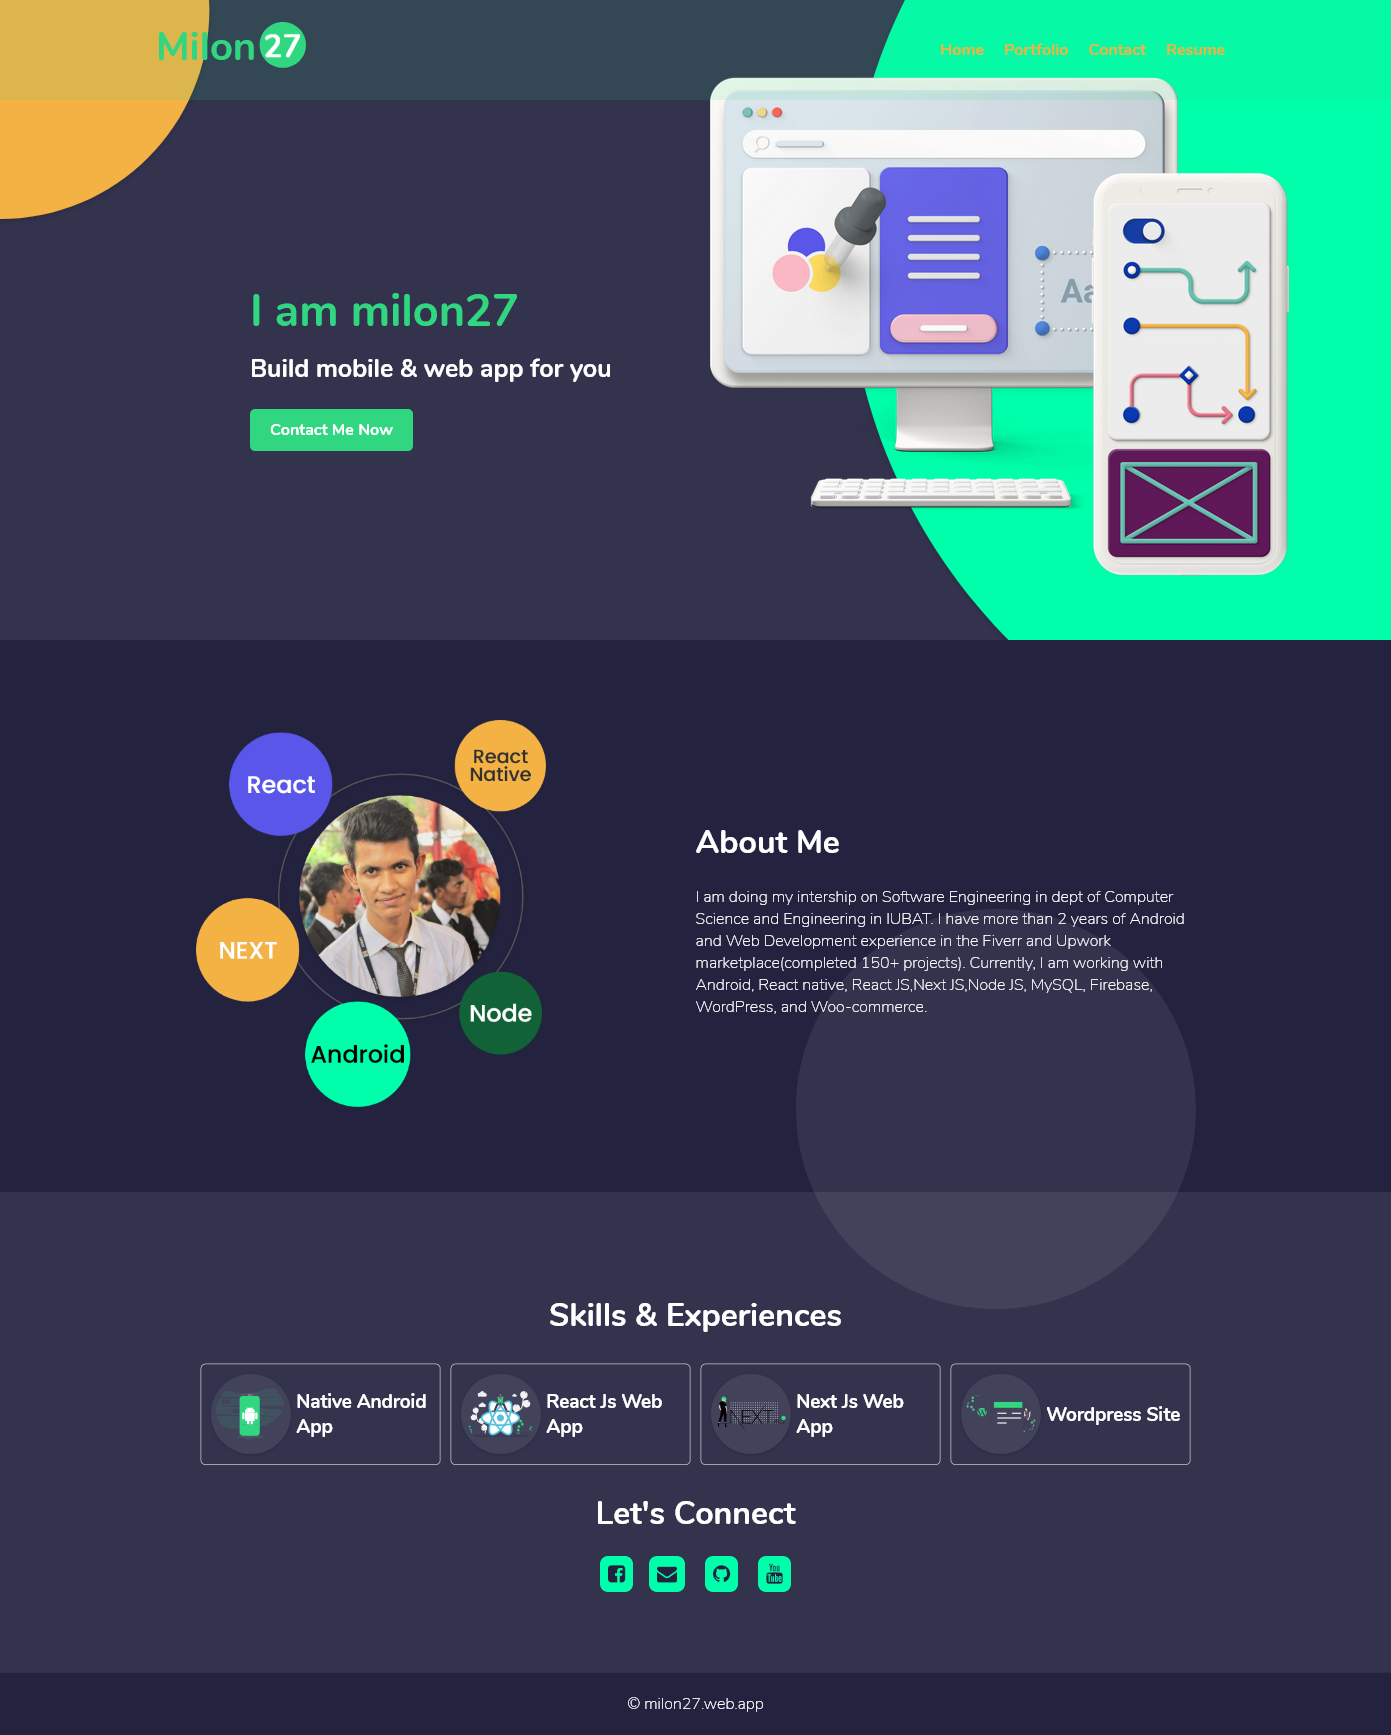 Milon 27
Home Portfolio Contact Resume
Aa
I am milon27
Build mobile & web app for you
Contact Me Now
React
React
Native
NEXT
Node
Android
About Me
I am doing my intership on Software Engineering in dept of Computer
Science and Engineering in IUBAT. I have more than 2 years of Android
and Web Development experience in the Fiverr and Upwork
marketplace(completed 150+ projects). Currently, I am working with
Android, React native, React JS,Next JS,Node JS, MySQL, Firebase,
WordPress, and Woo-commerce.
Skills & Experiences
Native Android
App
React Js Web
App
NEXT
Next Js Web
App
Wordpress Site
Let's Connect
You
Tube
© milon27.web.app